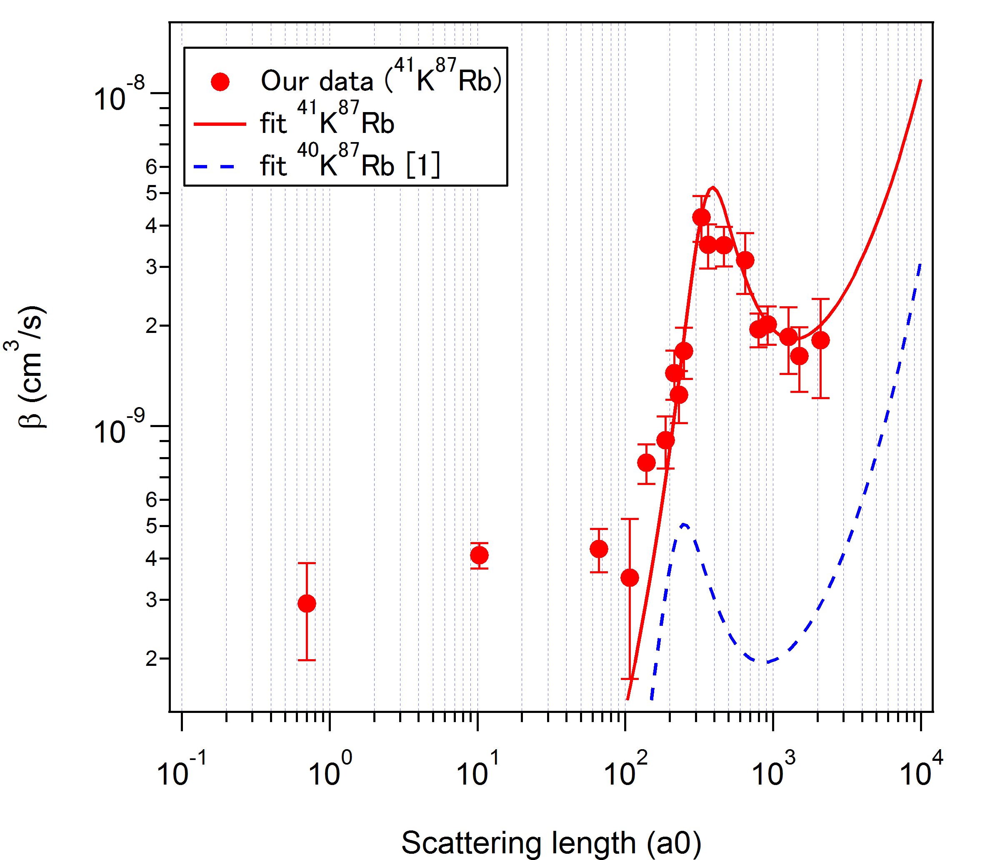 Our data (⁴¹K⁸⁷Rb)
fit ⁴¹K⁸⁷Rb
fit ⁴⁰K⁸⁷Rb [1]
10⁻⁸
6
5
4
3
2
10⁻⁹
6
5
4
3
2
β (cm³/s)
10⁻¹ 10⁰ 10¹ 10² 10³ 10⁴
Scattering length (a0)